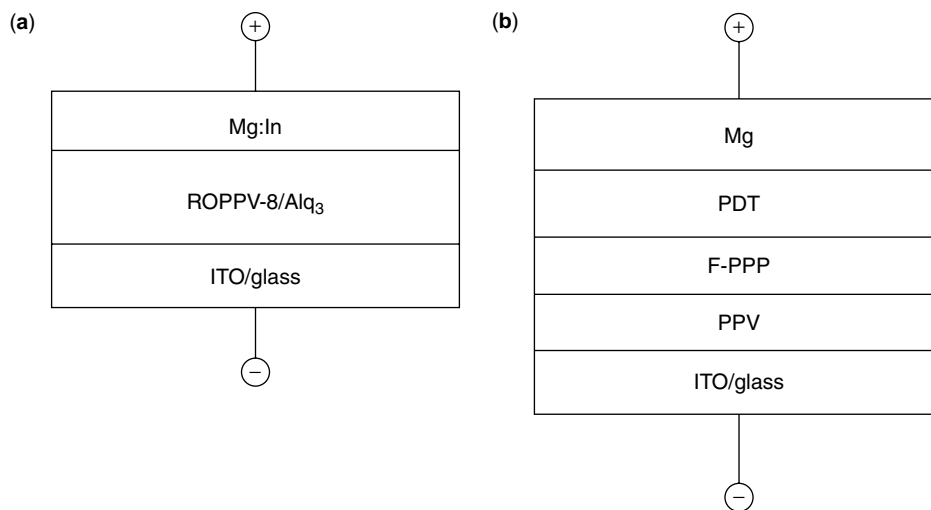 (a)
+
Mg:In
ROPPV-8/Alq₃
ITO/glass
−
(b)
+
Mg
PDT
F-PPP
PPV
ITO/glass
−